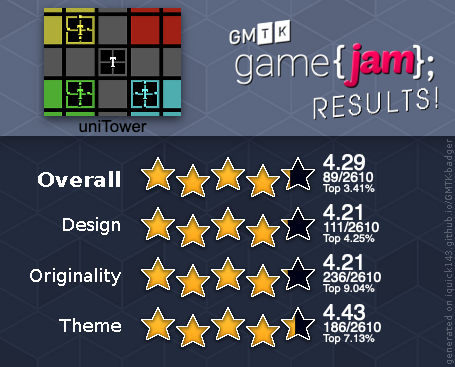 GMTK
game{jam};
RESULTS!
T
T
T
T
uniTower
Overall
4.29
89/2610
Top 3.41%
Design
4.21
111/2610
Top 4.25%
Originality
4.21
236/2610
Top 9.04%
Theme
4.43
186/2610
Top 7.13%
generated on iquick143.github.io/GMTK-badger